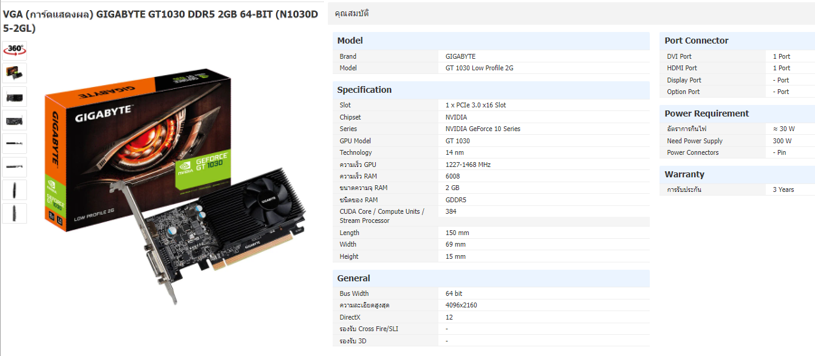 VGA (การ์ดแสดงผล) GIGABYTE GT1030 DDR5 2GB 64-BIT (N1030D
5-2GL)
360°
GIGABYTE
GIGABYTE
NVIDIA
GEFORCE
GT 1030
LOW PROFILE 2G
GIGABYTE
GIGABYTE
คุณสมบัติ
Model
Brand GIGABYTE
Model GT 1030 Low Profile 2G
Specification
Slot 1 x PCIe 3.0 x16 Slot
Chipset NVIDIA
Series NVIDIA GeForce 10 Series
GPU Model GT 1030
Technology 14 nm
ความเร็ว GPU 1227-1468 MHz
ความเร็ว RAM 6008
ขนาดความจุ RAM 2 GB
ชนิดของ RAM GDDR5
CUDA Core / Compute Units / 384
Stream Processor
Length 150 mm
Width 69 mm
Height 15 mm
General
Bus Width 64 bit
ความละเอียดสูงสุด 4096x2160
DirectX 12
รองรับ Cross Fire/SLI -
รองรับ 3D -
Port Connector
DVI Port 1 Port
HDMI Port 1 Port
Display Port - Port
Option Port - Port
Power Requirement
อัตราการกินไฟ ≈ 30 W
Need Power Supply 300 W
Power Connectors - Pin
Warranty
การรับประกัน 3 Years